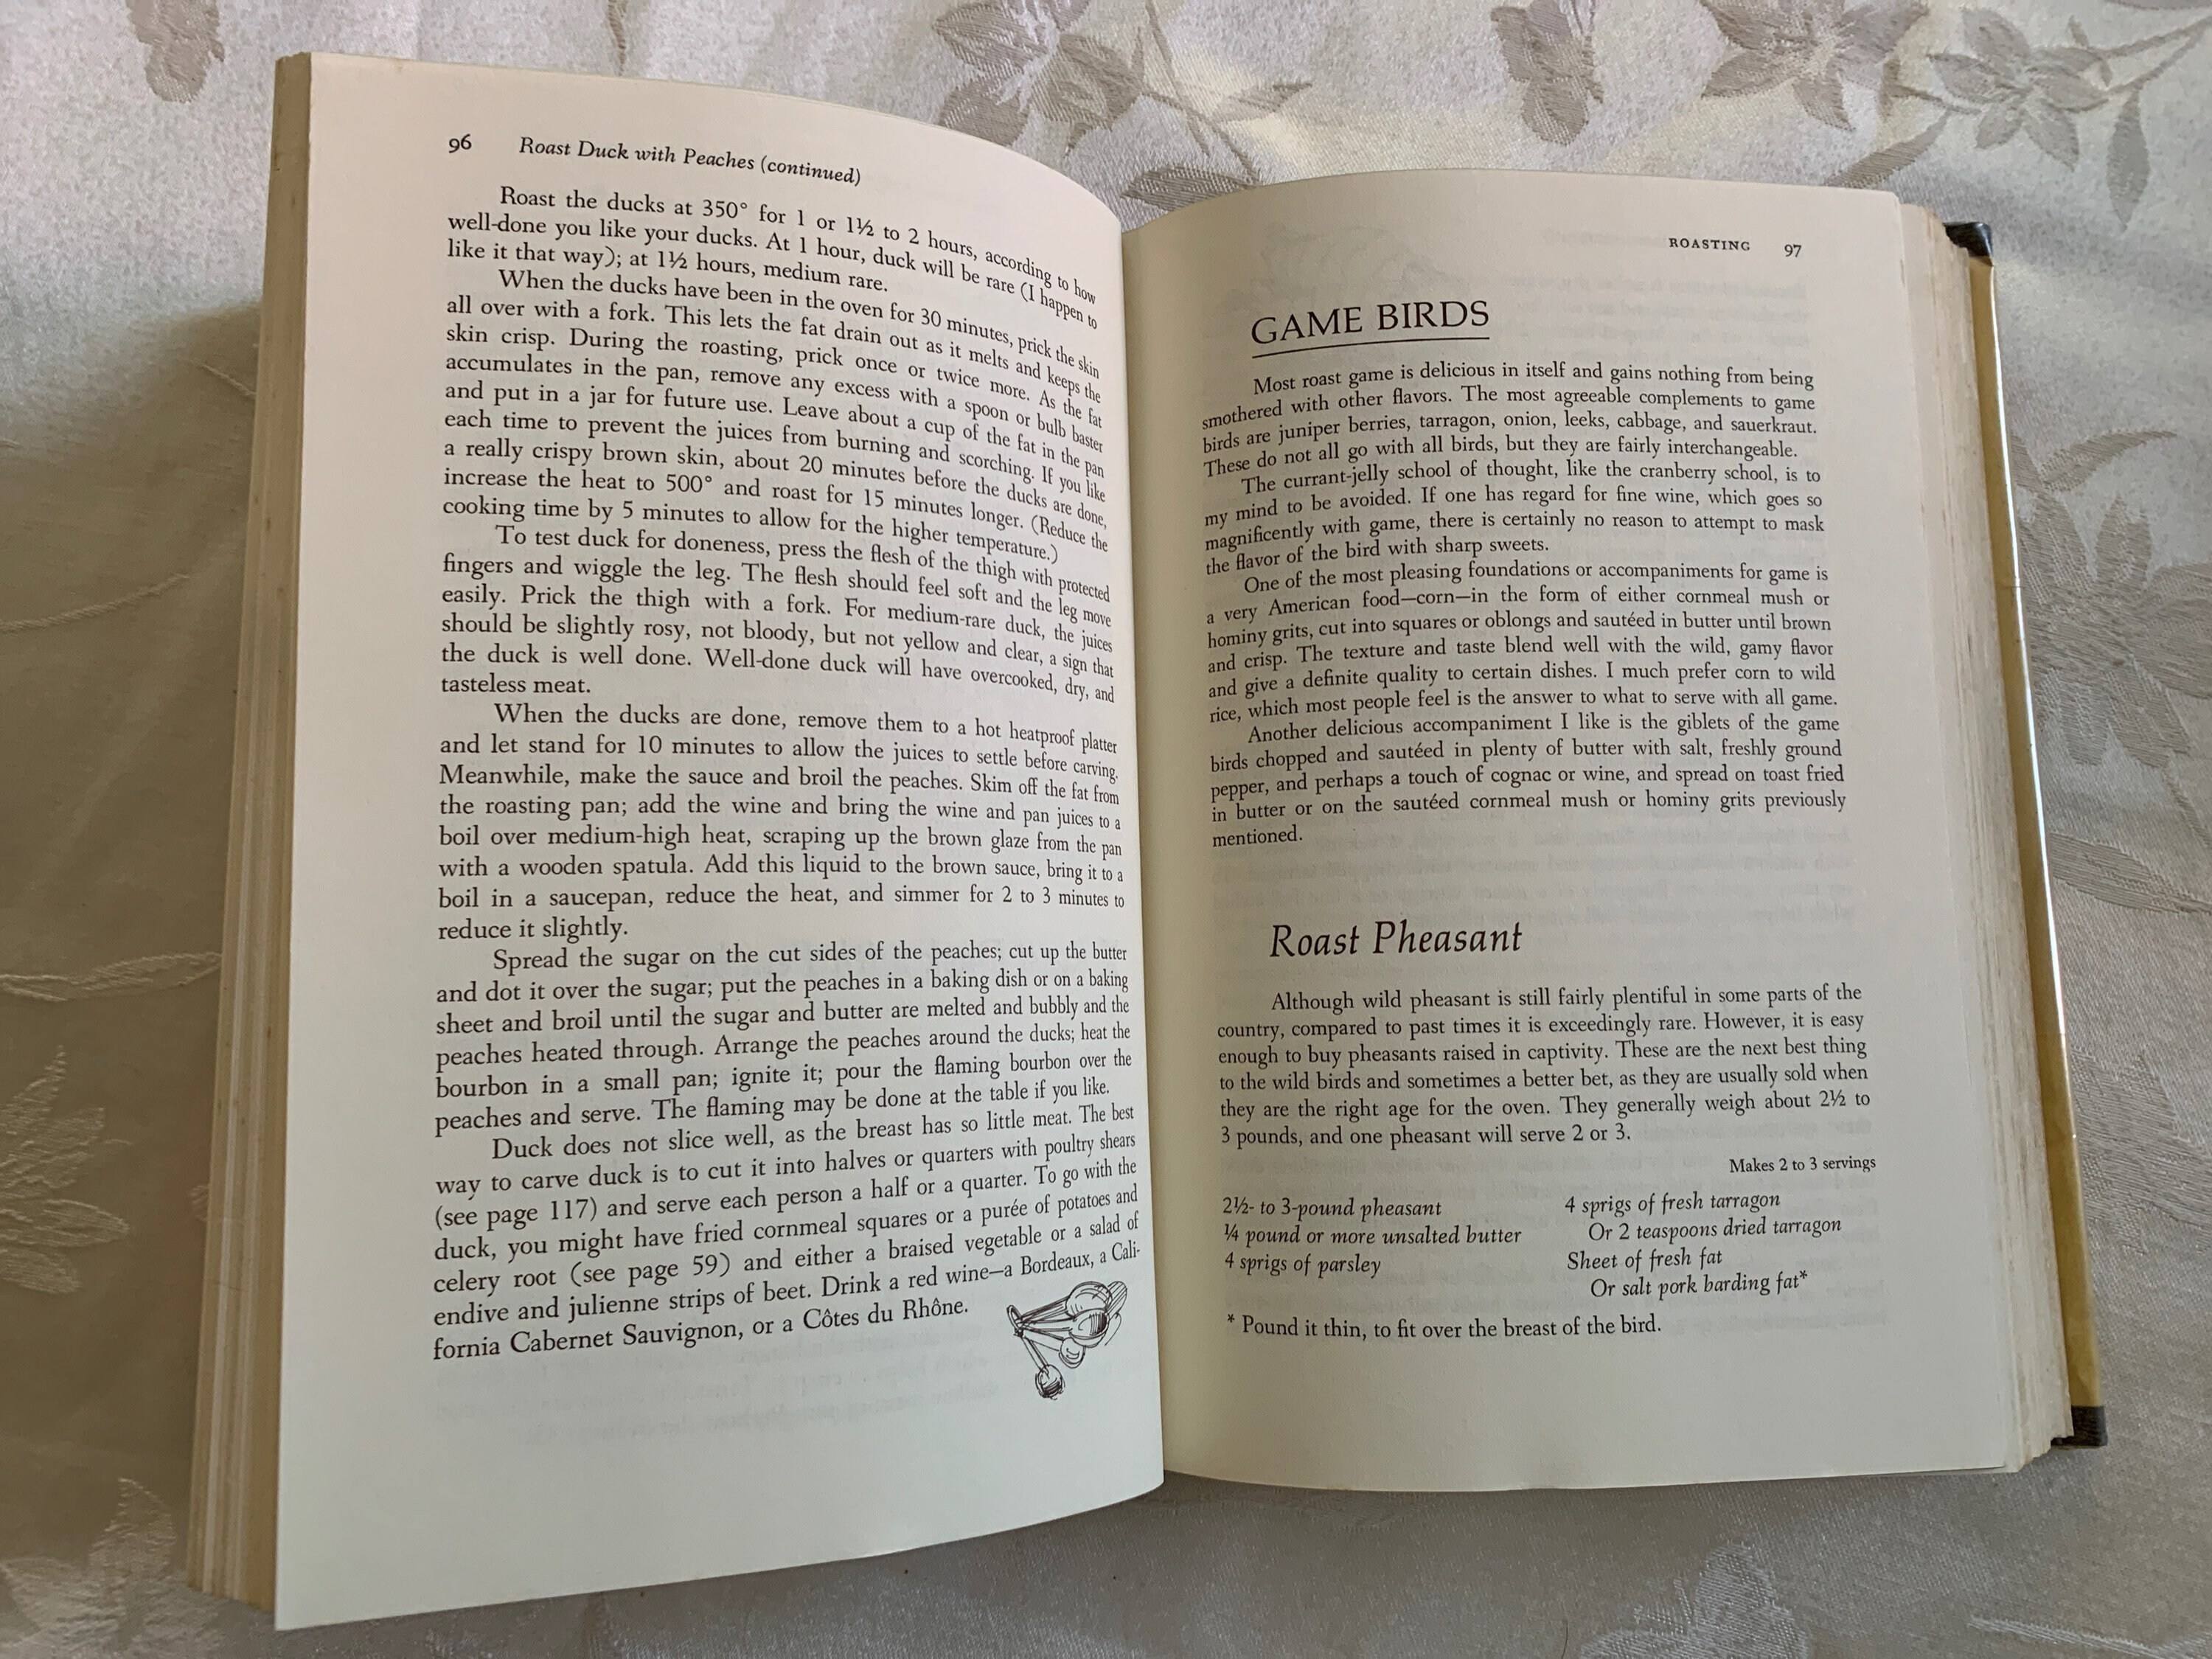 96 Roast Duck with Peaches (continued)
Roast the ducks at 350° for 1 or 1½ to 2 hours, according to how
well-done you like your ducks. At 1 hour, duck will be rare (I happen to
like it that way); at 1½ hours, medium rare.
When the ducks have been in the oven for 30 minutes, prick the skin
all over with a fork. This lets the fat drain out as it melts and keeps the
skin crisp. During the roasting, prick once or twice more. As the fat
accumulates in the pan, remove any excess with a spoon or bulb baster
and put in a jar for future use. Leave about a cup of the fat in the pan
each time to prevent the juices from burning and scorching. If you like
a really crispy brown skin, about 20 minutes before the ducks are done,
increase the heat to 500° and roast for 15 minutes longer. (Reduce the
cooking time by 5 minutes to allow for the higher temperature.)
To test duck for doneness, press the flesh of the thigh with protected
fingers and wiggle the leg. The flesh should feel soft and the leg move
easily. Prick the thigh with a fork. For medium-rare duck, the juices
should be slightly rosy, not bloody, but not yellow and clear, a sign that
the duck is well done. Well-done duck will have overcooked, dry, and
tasteless meat.
When the ducks are done, remove them to a hot heatproof platter
and let stand for 10 minutes to allow the juices to settle before carving.
Meanwhile, make the sauce and broil the peaches. Skim off the fat from
the roasting pan; add the wine and bring the wine and pan juices to a
boil over medium-high heat, scraping up the brown glaze from the pan
with a wooden spatula. Add this liquid to the brown sauce, bring it to a
boil in a saucepan, reduce the heat, and simmer for 2 to 3 minutes to
reduce it slightly.
Spread the sugar on the cut sides of the peaches; cut up the butter
and dot it over the sugar; put the peaches in a baking dish or on a baking
sheet and broil until the sugar and butter are melted and bubbly and the
peaches heated through. Arrange the peaches around the ducks; heat the
bourbon in a small pan; ignite it; pour the flaming bourbon over the
peaches and serve. The flaming may be done at the table if you like.
Duck does not slice well, as the breast has so little meat. The best
way to carve duck is to cut it into halves or quarters with poultry shears
(see page 117) and serve each person a half or a quarter. To go with the
duck, you might have fried cornmeal squares or a purée of potatoes and
celery root (see page 59) and either a braised vegetable or a salad of
endive and julienne strips of beet. Drink a red wine—a Bordeaux, a Cali-
fornia Cabernet Sauvignon, or a Côtes du Rhône.
ROASTING 97
GAME BIRDS
Most roast game is delicious in itself and gains nothing from being
smothered with other flavors. The most agreeable complements to game
birds are juniper berries, tarragon, onion, leeks, cabbage, and sauerkraut.
These do not all go with all birds, but they are fairly interchangeable.
The currant-jelly school of thought, like the cranberry school, is to
my mind to be avoided. If one has regard for fine wine, which goes so
magnificently with game, there is certainly no reason to attempt to mask
the flavor of the bird with sharp sweets.
One of the most pleasing foundations or accompaniments for game is
a very American food—corn—in the form of either cornmeal mush or
hominy grits, cut into squares or oblongs and sautéed in butter until brown
and crisp. The texture and taste blend well with the wild, gamy flavor
and give a definite quality to certain dishes. I much prefer corn to wild
rice, which most people feel is the answer to what to serve with all game.
Another delicious accompaniment I like is the giblets of the game
birds chopped and sautéed in plenty of butter with salt, freshly ground
pepper, and perhaps a touch of cognac or wine, and spread on toast fried
in butter or on the sautéed cornmeal mush or hominy grits previously
mentioned.
Roast Pheasant
Although wild pheasant is still fairly plentiful in some parts of the
country, compared to past times it is exceedingly rare. However, it is easy
enough to buy pheasants raised in captivity. These are the next best thing
to the wild birds and sometimes a better bet, as they are usually sold when
they are the right age for the oven. They generally weigh about 2½ to
3 pounds, and one pheasant will serve 2 or 3.
Makes 2 to 3 servings
2½- to 3-pound pheasant
¼ pound or more unsalted butter
4 sprigs of parsley
4 sprigs of fresh tarragon
Or 2 teaspoons dried tarragon
Sheet of fresh fat
Or salt pork barding fat*
* Pound it thin, to fit over the breast of the bird.